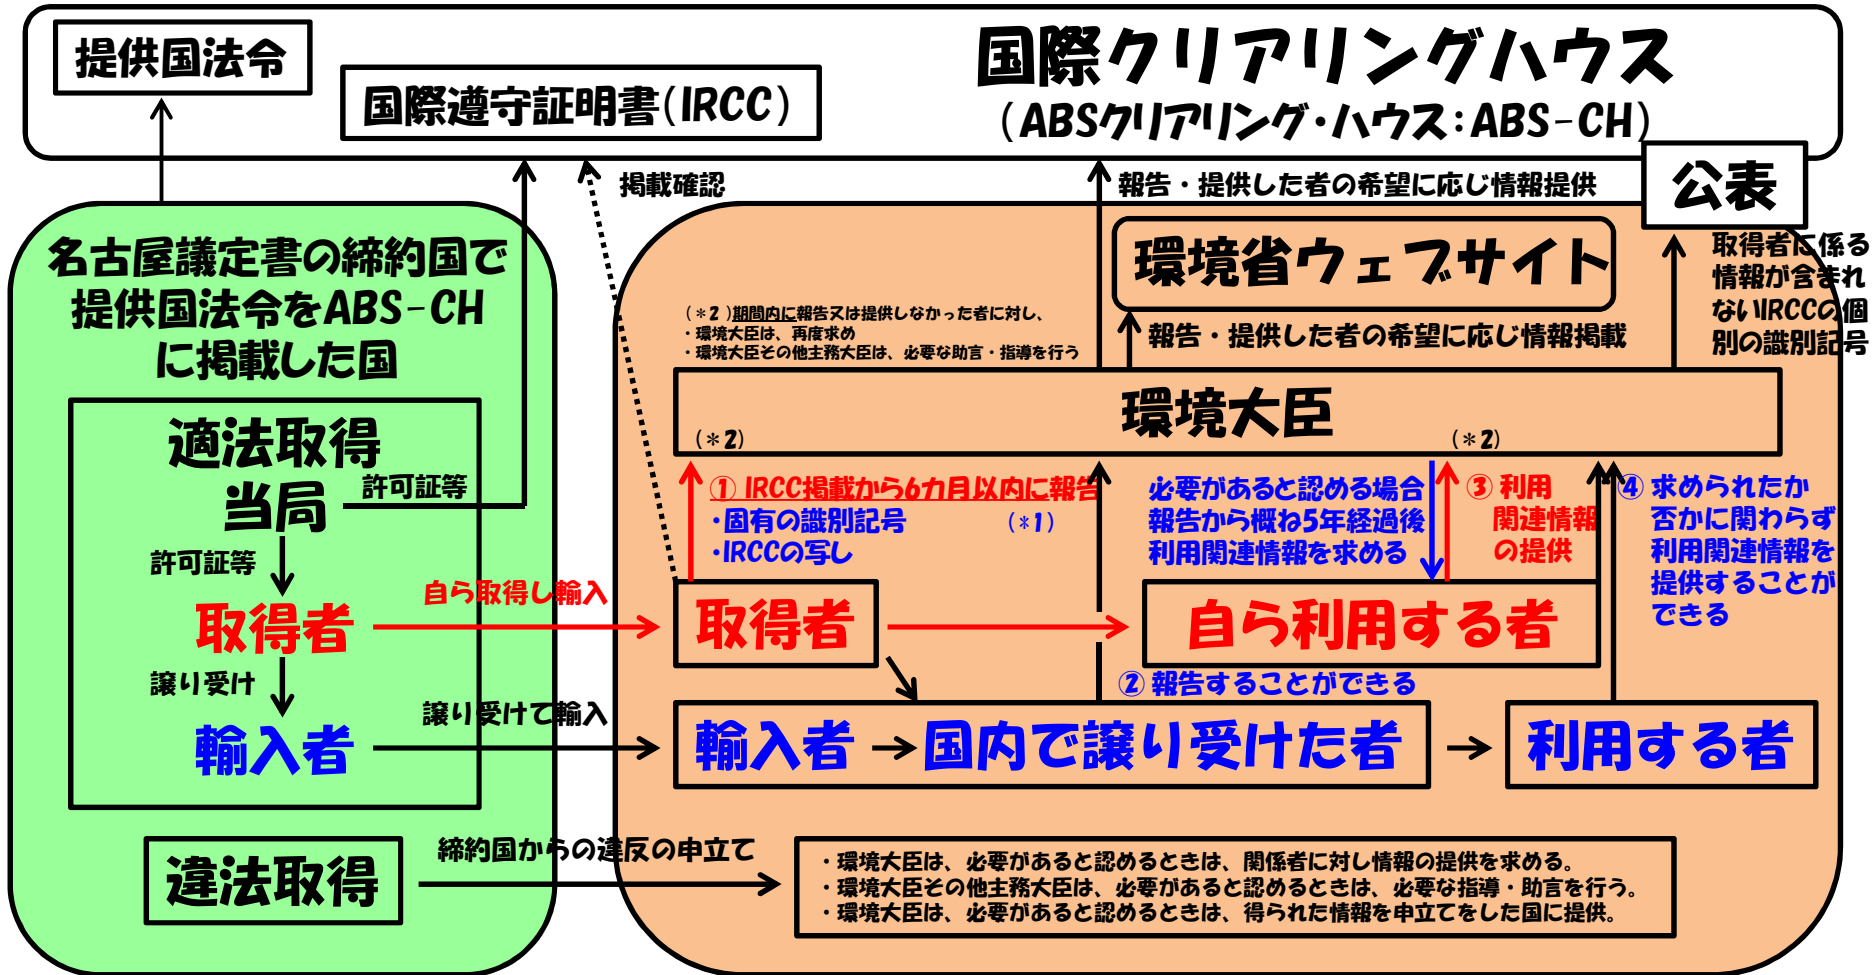 提供国法令
国際遵守証明書(IRCC)
国際クリアリングハウス
(ABSクリアリング・ハウス:ABS-CH)
掲載確認
報告・提供した者の希望に応じ情報提供
公表
取得者に係る
情報が含まれ
ないIRCCの個
別の識別記号
名古屋議定書の締約国で
提供国法令をABS-CH
に掲載した国
環境省ウェブサイト
(*2)期間内に報告又は提供しなかった者に対し、
・環境大臣は、再度求め
・環境大臣その他主務大臣は、必要な助言・指導を行う
報告・提供した者の希望に応じ情報掲載
環境大臣
(*2)
(*2)
適法取得
当局
許可証等
許可証等
取得者
譲り受け
輸入者
自ら取得し輸入
譲り受けて輸入
① IRCC掲載から6カ月以内に報告
・固有の識別記号 (*1)
・IRCCの写し
必要があると認める場合
報告から概ね5年経過後
利用関連情報を求める
③ 利用
関連情報
の提供
④ 求められたか
否かに関わらず
利用関連情報を
提供することが
できる
取得者
自ら利用する者
② 報告することができる
輸入者
国内で譲り受けた者
利用する者
違法取得
締約国からの違反の申立て
・環境大臣は、必要があると認めるときは、関係者に対し情報の提供を求める。
・環境大臣その他主務大臣は、必要があると認めるときは、必要な指導・助言を行う。
・環境大臣は、必要があると認めるときは、得られた情報を申立てをした国に提供。